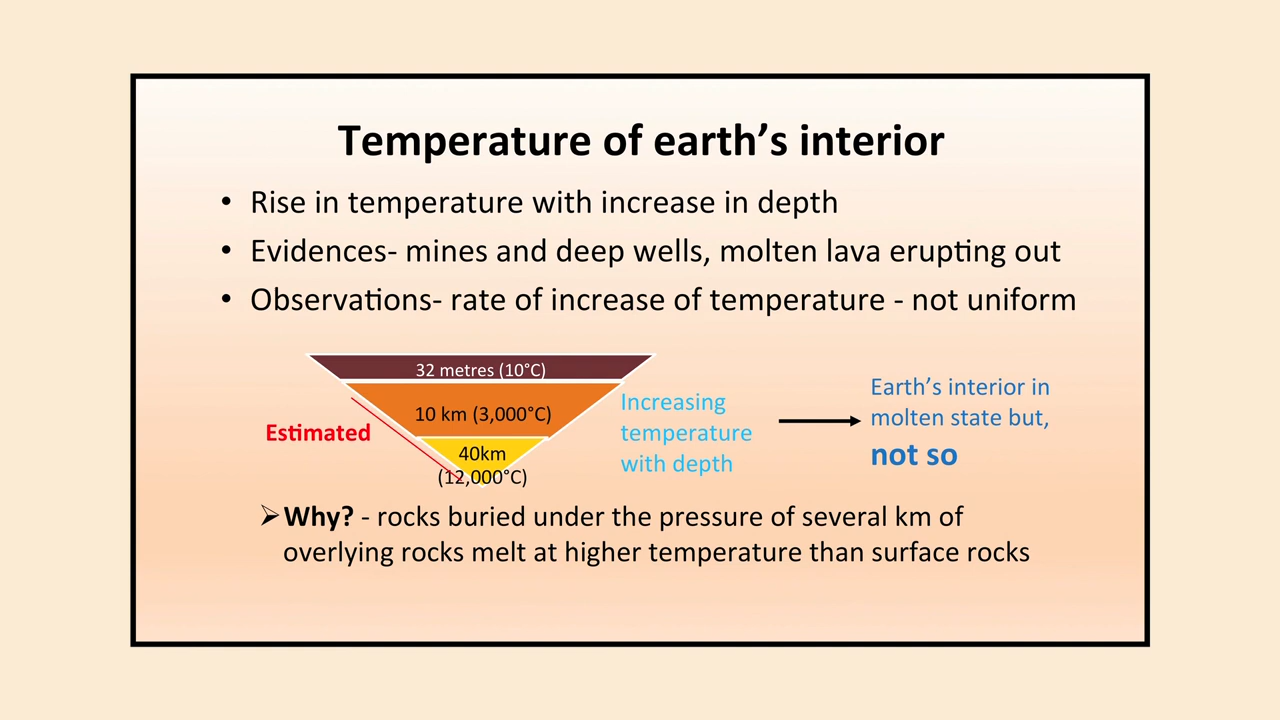 Temperature of earth's interior
• Rise in temperature with increase in depth
• Evidences- mines and deep wells, molten lava erupting out
• Observations- rate of increase of temperature - not uniform
32 metres (10°C)
10 km (3,000°C)
40km
(12,000°C)
Estimated
Increasing
temperature
with depth
Earth's interior in
molten state but,
not so
➢Why? - rocks buried under the pressure of several km of
overlying rocks melt at higher temperature than surface rocks